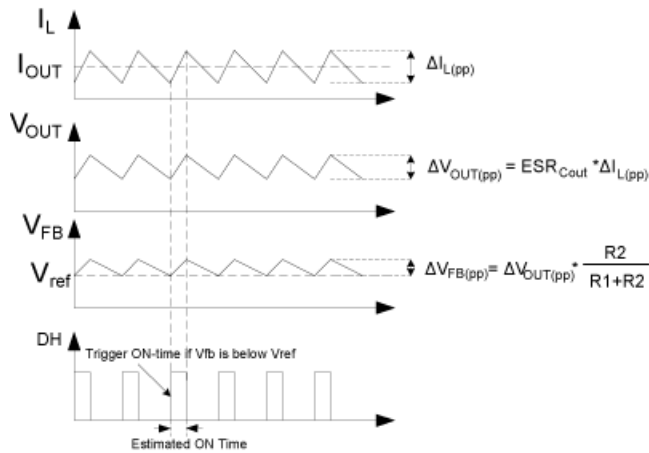 I_L
I_OUT
ΔI_L(pp)
V_OUT
ΔV_OUT(pp) = ESR_Cout *ΔI_L(pp)
V_FB
V_ref
ΔV_FB(pp) = ΔV_OUT(pp) * R2
R1+R2
DH
Trigger ON-time if Vfb is below Vref
Estimated ON Time